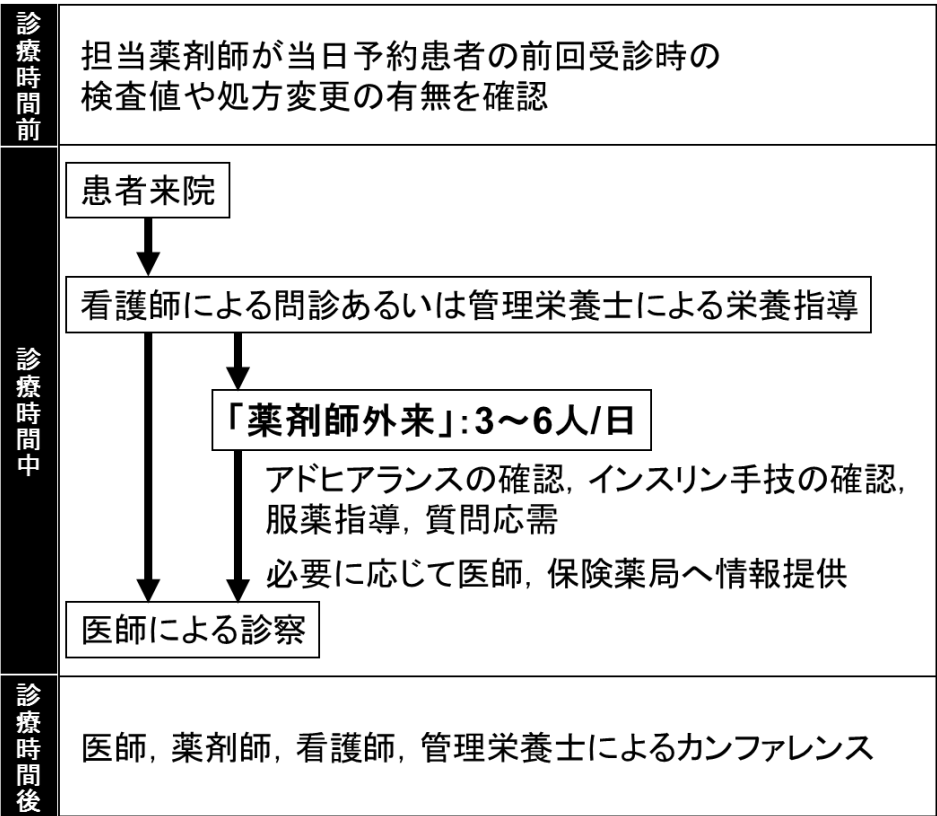 診療時間前
担当薬剤師が当日予約患者の前回受診時の
検査値や処方変更の有無を確認
診療時間中
患者来院
看護師による問診あるいは管理栄養士による栄養指導
「薬剤師外来」:3～6人/日
アドヒアランスの確認, インスリン手技の確認,
服薬指導, 質問応需
必要に応じて医師, 保険薬局へ情報提供
医師による診察
診療時間後
医師, 薬剤師, 看護師, 管理栄養士によるカンファレンス